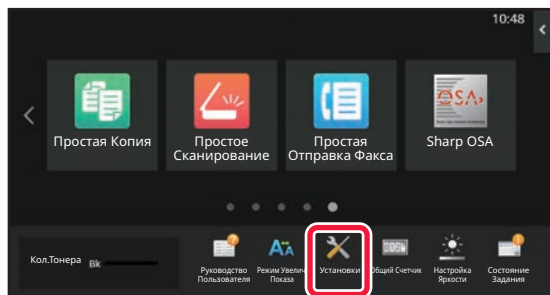 10:48
Простая Копия
Простое
Сканирование
Простая
Отправка Факса
OSA
Sharp OSA
Кол.Тонера
Bk
Руководство
Пользователя
Режим Увелич
Показа
Установки
Общий Счетчик
Настройка
Яркости
Состояние
Задания